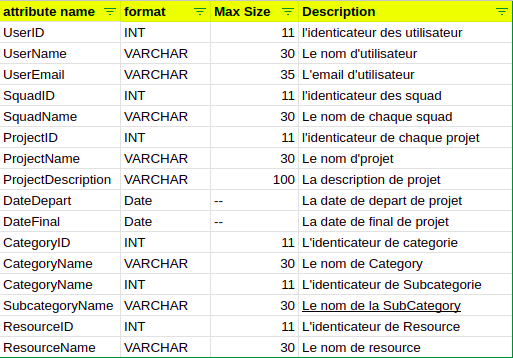 attribute name format Max Size Description
UserID INT 11 l'identicateur des utilisateur
UserName VARCHAR 30 Le nom d'utilisateur
UserEmail VARCHAR 35 L'email d'utilisateur
SquadID INT 11 l'identicateur des squad
SquadName VARCHAR 30 Le nom de chaque squad
ProjectID INT 11 l'identicateur de chaque projet
ProjectName VARCHAR 30 Le nom d'projet
ProjectDescription VARCHAR 100 La description de projet
DateDepart Date -- La date de depart de projet
DateFinal Date -- La date de final de projet
CategoryID INT 11 L'identicateur de categorie
CategoryName VARCHAR 30 Le nom de Category
CategoryName INT 11 L'identicateur de Subcategorie
SubcategoryName VARCHAR 30 Le nom de la SubCategory
ResourceID INT 11 L'identicateur de Resource
ResourceName VARCHAR 30 Le nom de resource